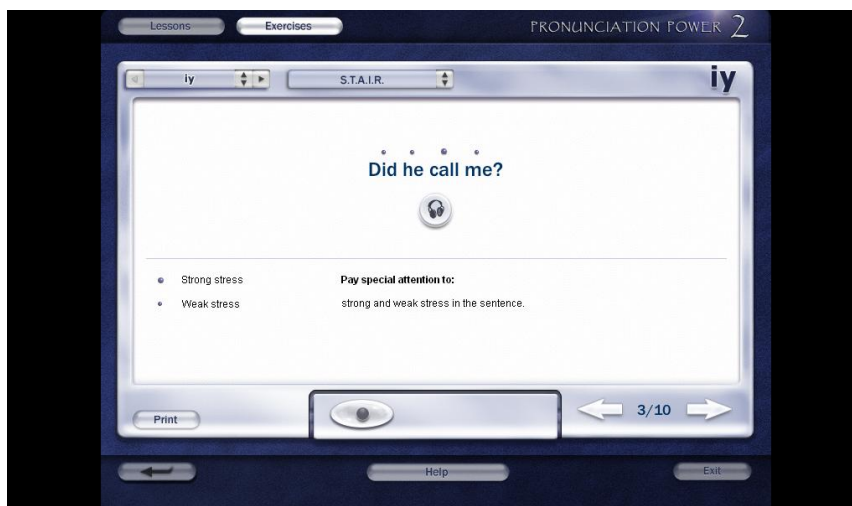 Lessons
Exercises
PRONUNCIATION POWER 2
iy
S.T.A.I.R.
iy
Did he call me?
Strong stress
Pay special attention to:
Weak stress
strong and weak stress in the sentence.
Print
3/10
Help
Exit